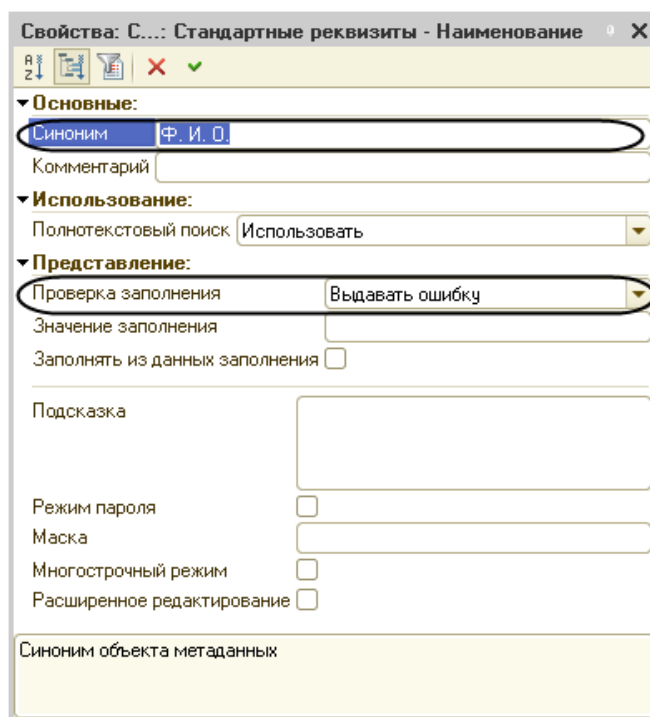 Свойства: С...: Стандартные реквизиты - Наименование
Основные:
Синоним Ф. И. О.
Комментарий
Использование:
Полнотекстовый поиск Использовать
Представление:
Проверка заполнения Выдавать ошибку
Значение заполнения
Заполнять из данных заполнения
Подсказка
Режим пароля
Маска
Многострочный режим
Расширенное редактирование
Синоним объекта метаданных